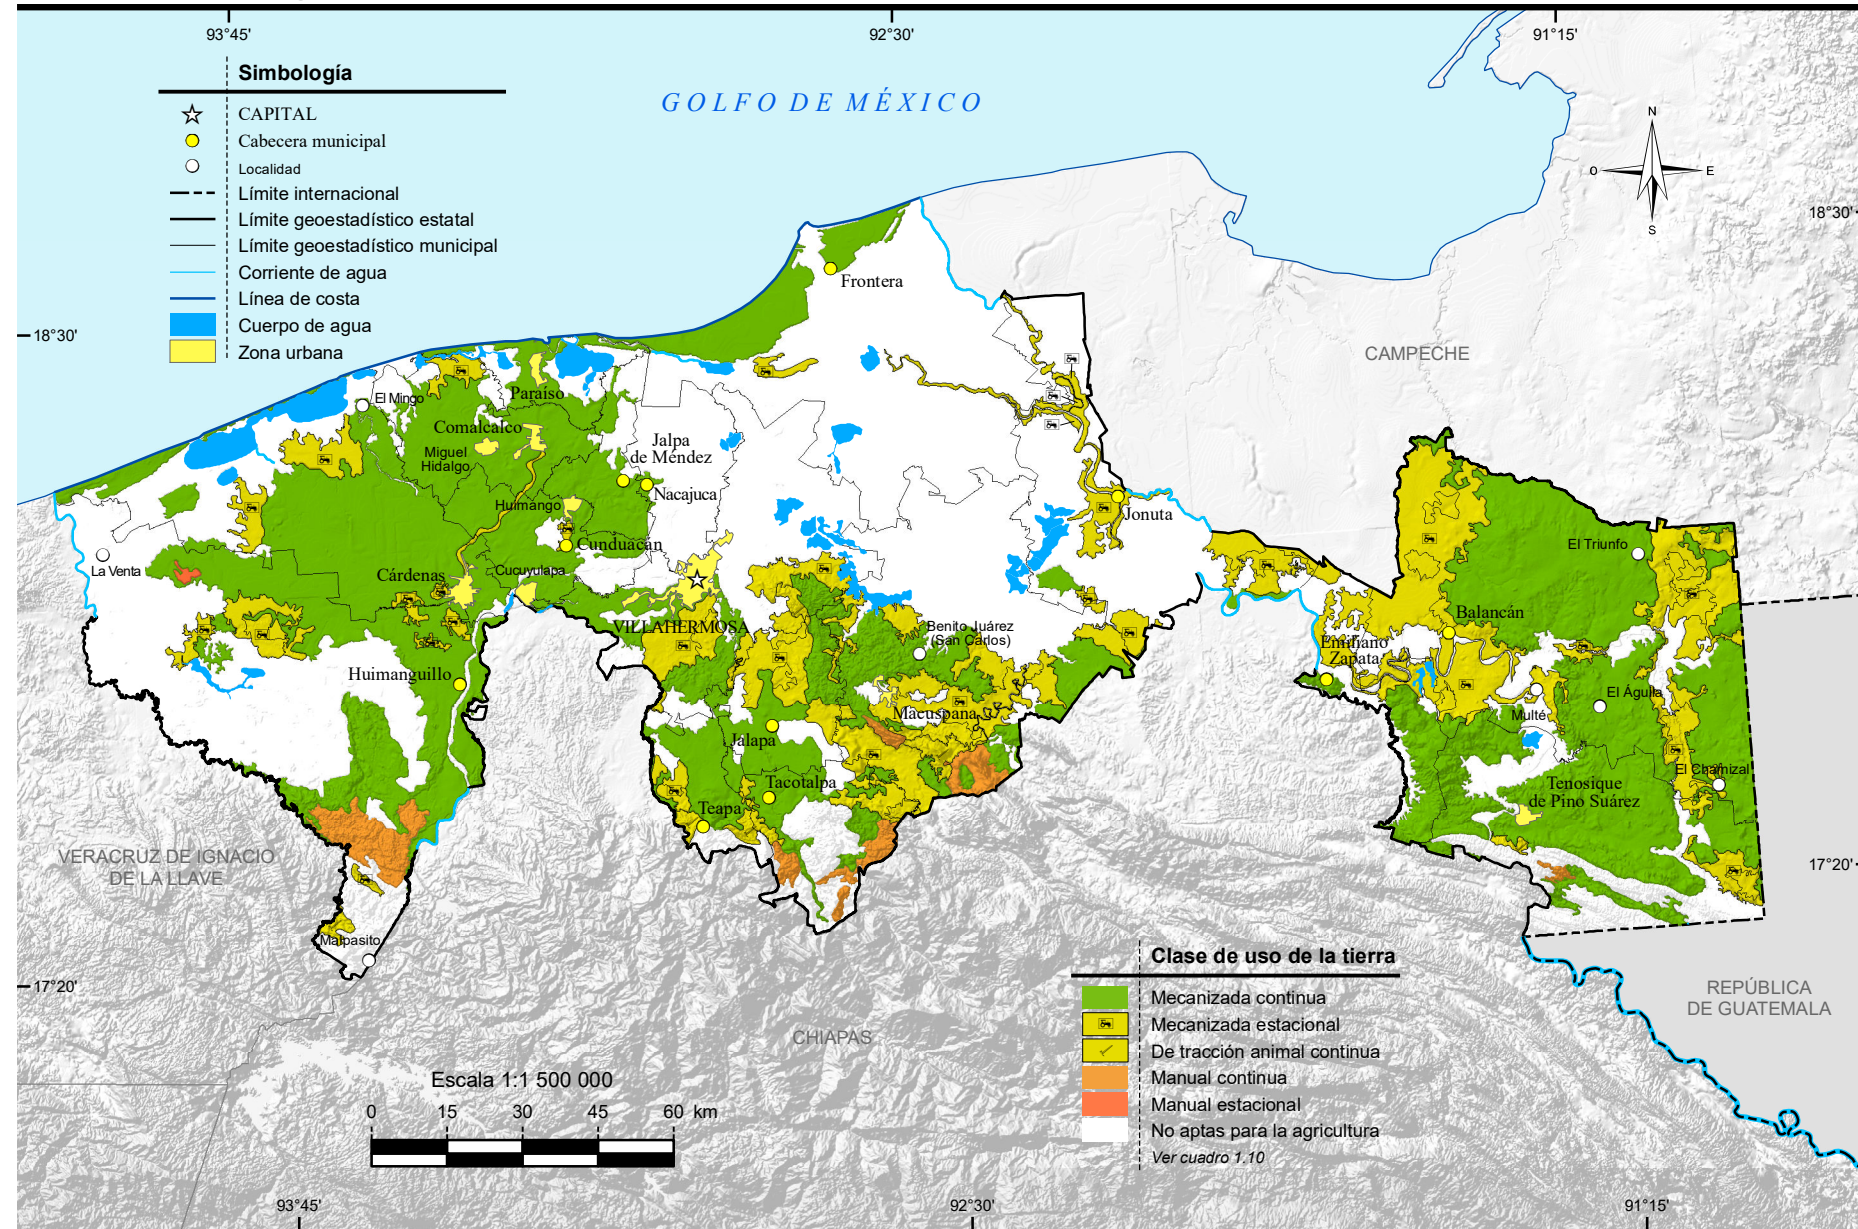 93°45'
92°30'
91°15'
Simbología
CAPITAL
Cabecera municipal
Localidad
Límite internacional
Límite geoestadístico estatal
Límite geoestadístico municipal
Corriente de agua
Línea de costa
Cuerpo de agua
Zona urbana
GOLFO DE MÉXICO
N
O
E
S
18°30'
18°30'
Frontera
CAMPECHE
El Mingo
Paraíso
Comalcalco
Miguel
Hidalgo
Jalpa
de Méndez
Nacajuca
Huimango
Jonuta
Cunduacán
El Triunfo
La Venta
Cárdenas
Cucuyulapa
VILLAHERMOSA
Benito Juárez
(San Carlos)
Balancán
Emiliano
Zapata
Huimanguillo
El Águila
Macuspana
Multé
Jalapa
El Chamizal
Tacotalpa
Teapa
Tenosique
de Pino Suárez
VERACRUZ DE IGNACIO
DE LA LLAVE
17°20'
Malpasito
17°20'
CHIAPAS
REPÚBLICA
DE GUATEMALA
Clase de uso de la tierra
Mecanizada continua
Mecanizada estacional
De tracción animal continua
Manual continua
Manual estacional
No aptas para la agricultura
Ver cuadro 1.10
Escala 1:1 500 000
0 15 30 45 60 km
93°45'
92°30'
91°15'